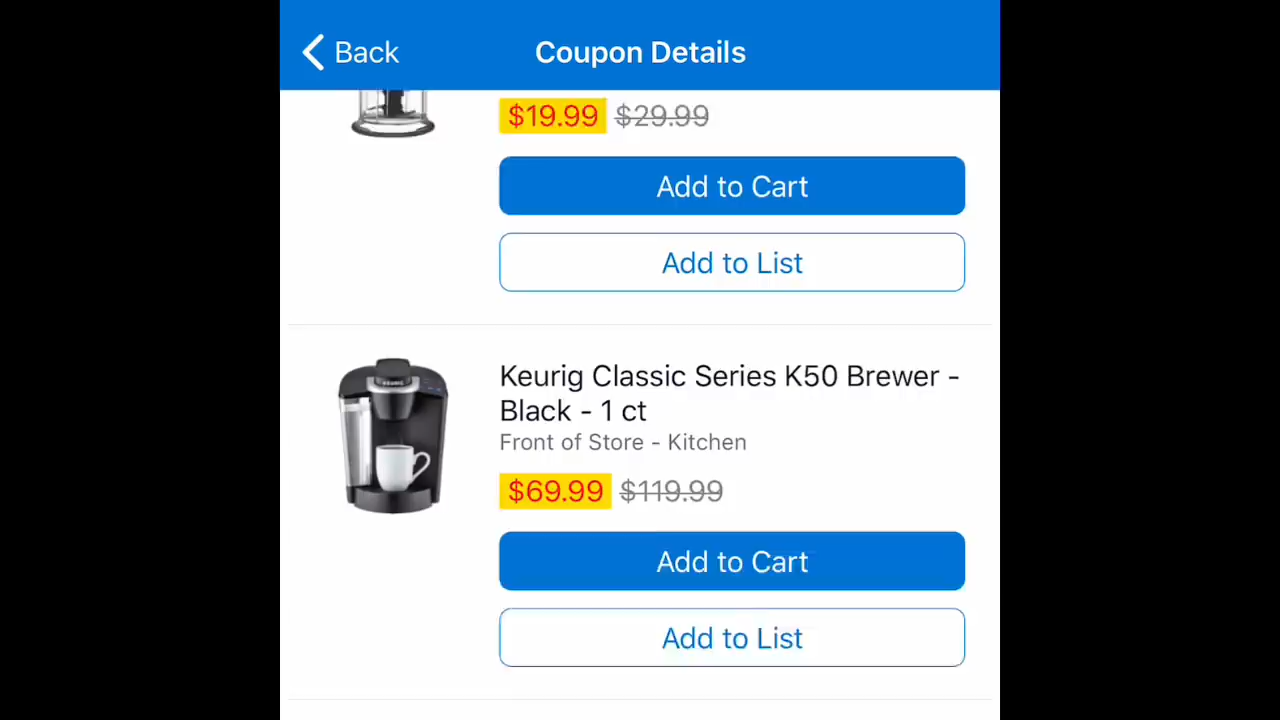 Back
Coupon Details
$19.99 $29.99
Add to Cart
Add to List
Keurig Classic Series K50 Brewer -
Black - 1 ct
Front of Store - Kitchen
$69.99 $119.99
Add to Cart
Add to List